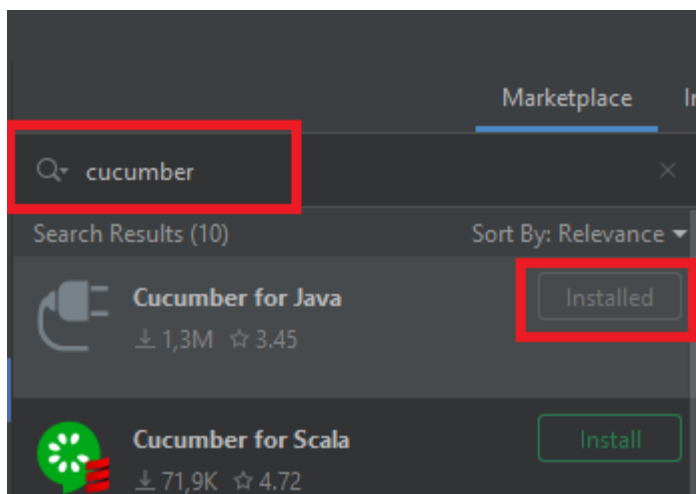 Marketplace
cucumber
Search Results (10)
Sort By: Relevance
Cucumber for Java
Installed
1,3M 3.45
Cucumber for Scala
Install
71,9K 4.72